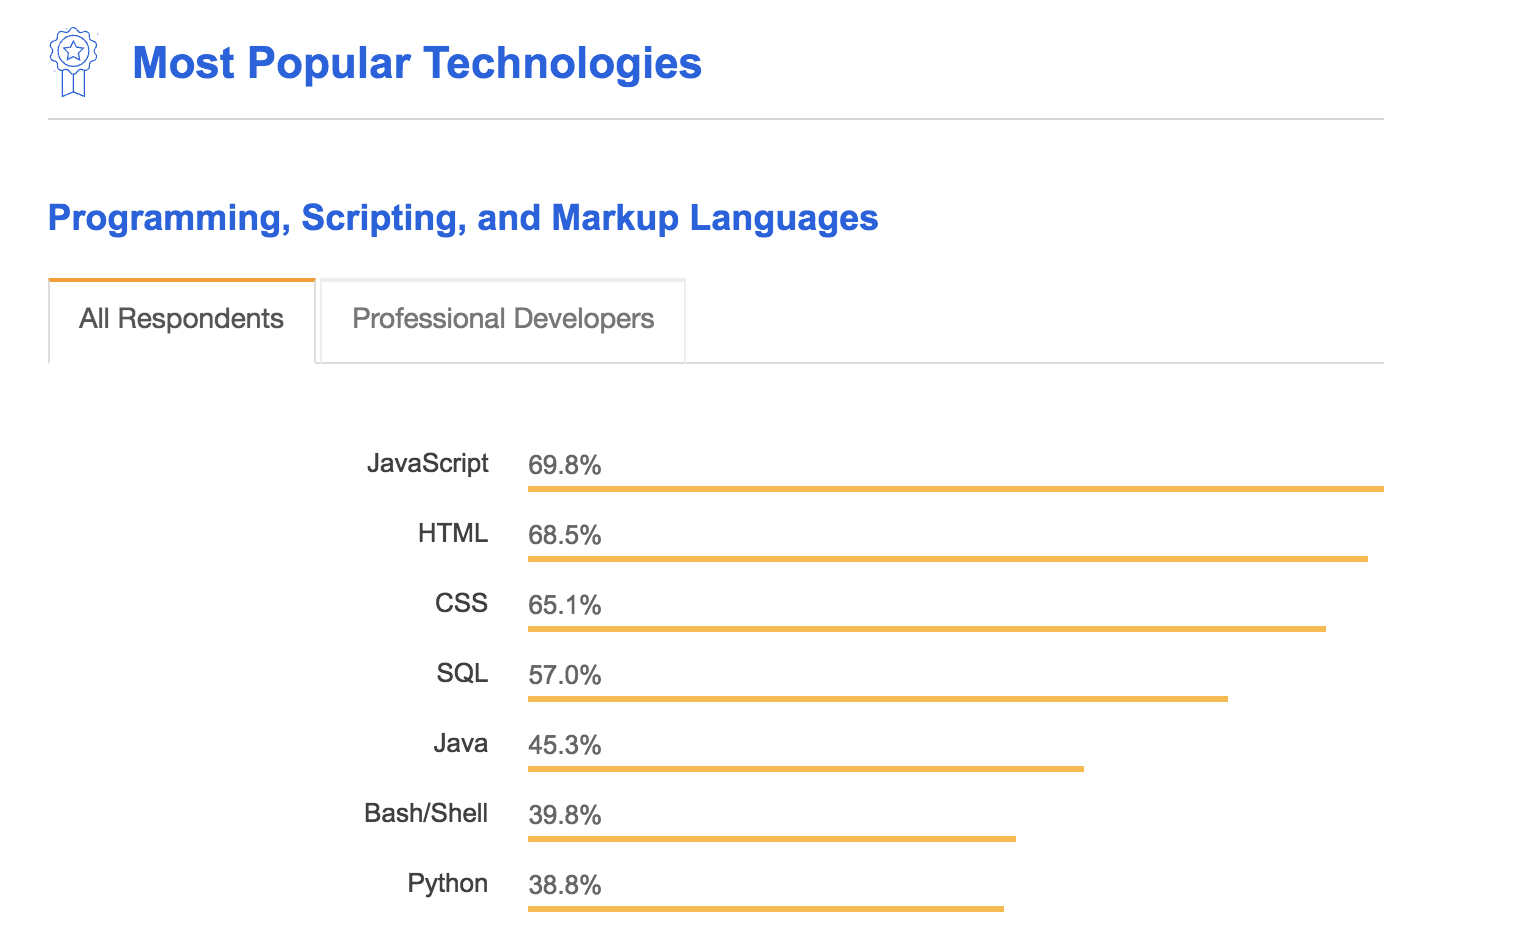 Most Popular Technologies
Programming, Scripting, and Markup Languages
All Respondents Professional Developers
JavaScript 69.8%
HTML 68.5%
CSS 65.1%
SQL 57.0%
Java 45.3%
Bash/Shell 39.8%
Python 38.8%